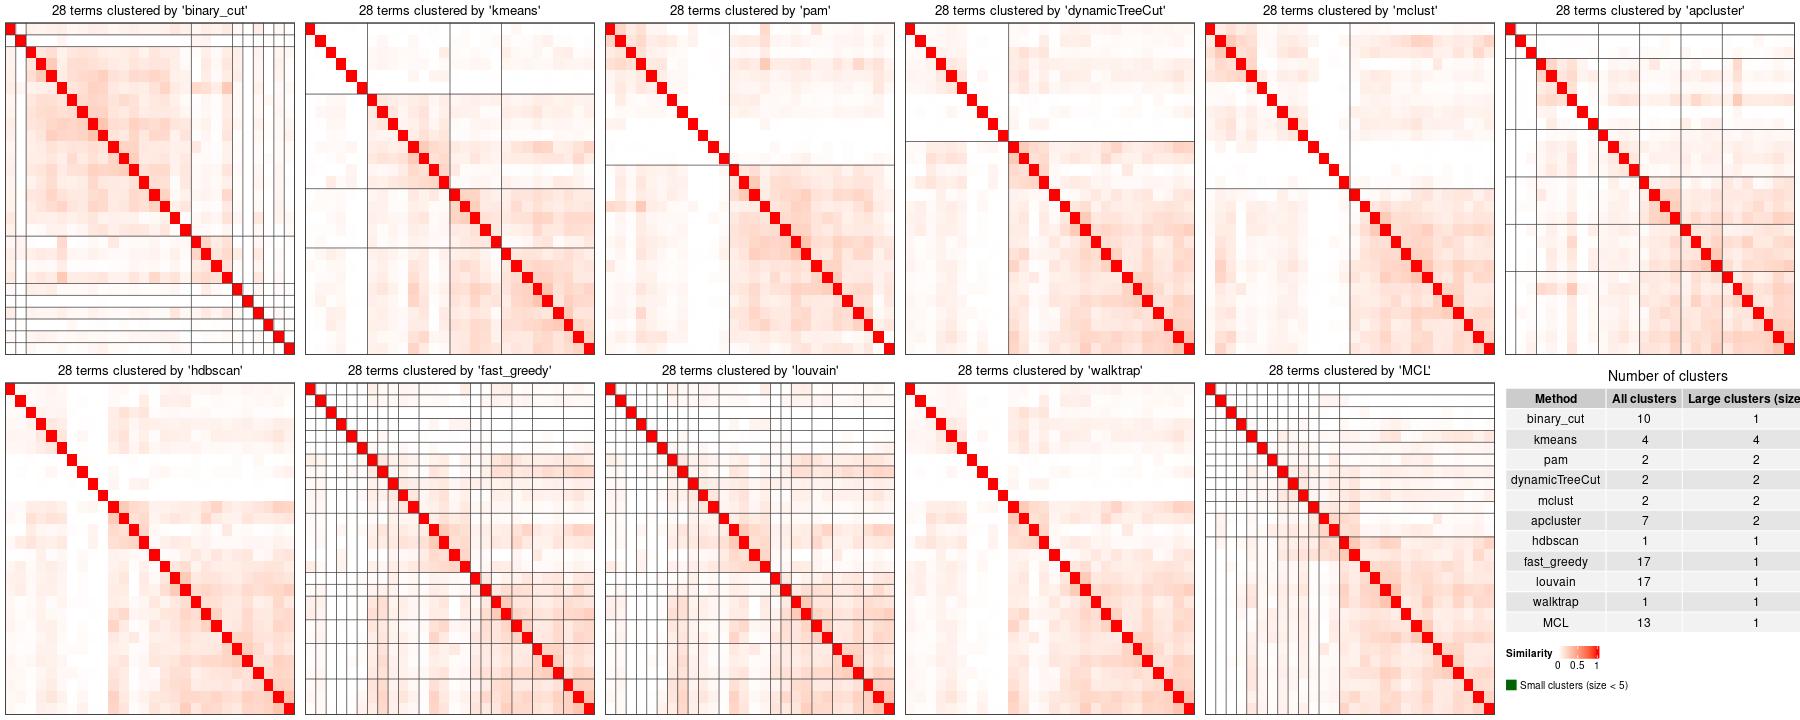 28 terms clustered by 'binary_cut'
28 terms clustered by 'kmeans'
28 terms clustered by 'pam'
28 terms clustered by 'dynamicTreeCut'
28 terms clustered by 'mclust'
28 terms clustered by 'apcluster'
28 terms clustered by 'hdbscan'
28 terms clustered by 'fast_greedy'
28 terms clustered by 'louvain'
28 terms clustered by 'walktrap'
28 terms clustered by 'MCL'
Number of clusters
Method All clusters Large clusters (size
binary_cut 10 1
kmeans 4 4
pam 2 2
dynamicTreeCut 2 2
mclust 2 2
apcluster 7 2
hdbscan 1 1
fast_greedy 17 1
louvain 17 1
walktrap 1 1
MCL 13 1
Similarity
0 0.5 1
Small clusters (size < 5)